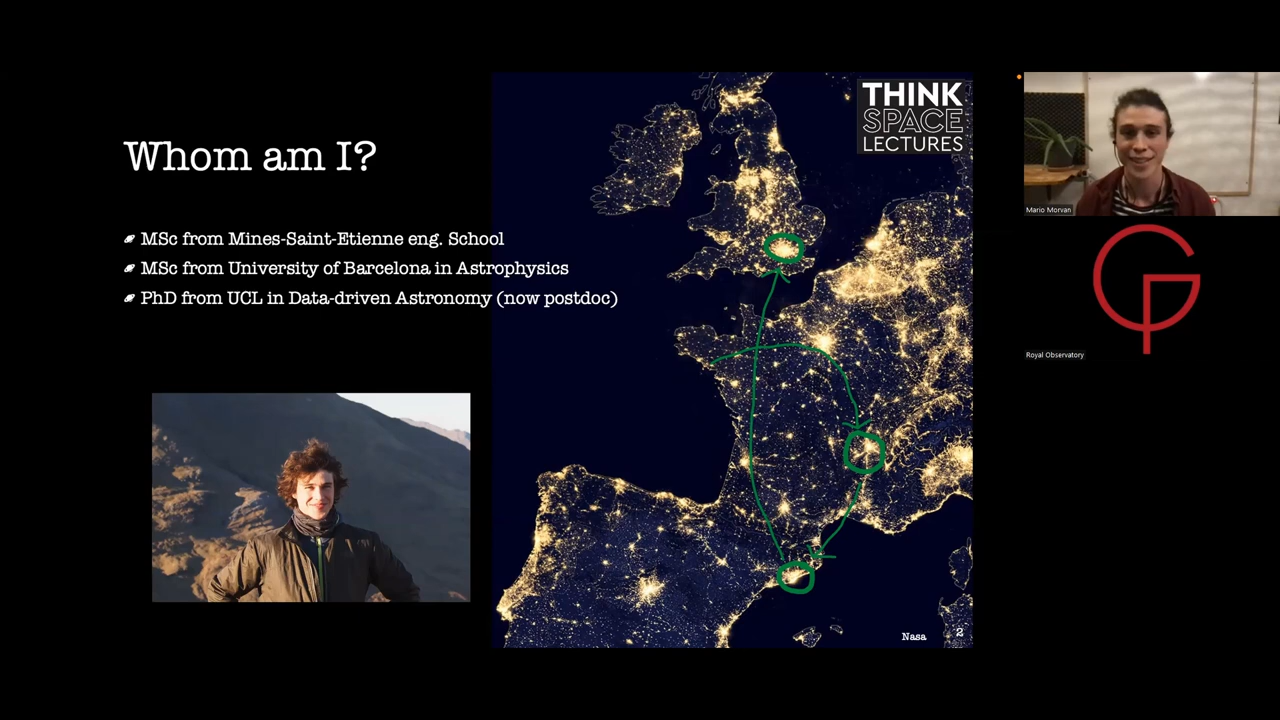 Whom am I?
MSc from Mines-Saint-Etienne eng. School
MSc from University of Barcelona in Astrophysics
PhD from UCL in Data-driven Astronomy (now postdoc)
THINK
SPACE
LECTURES
Nasa
2
Mario Morvan
Royal Observatory